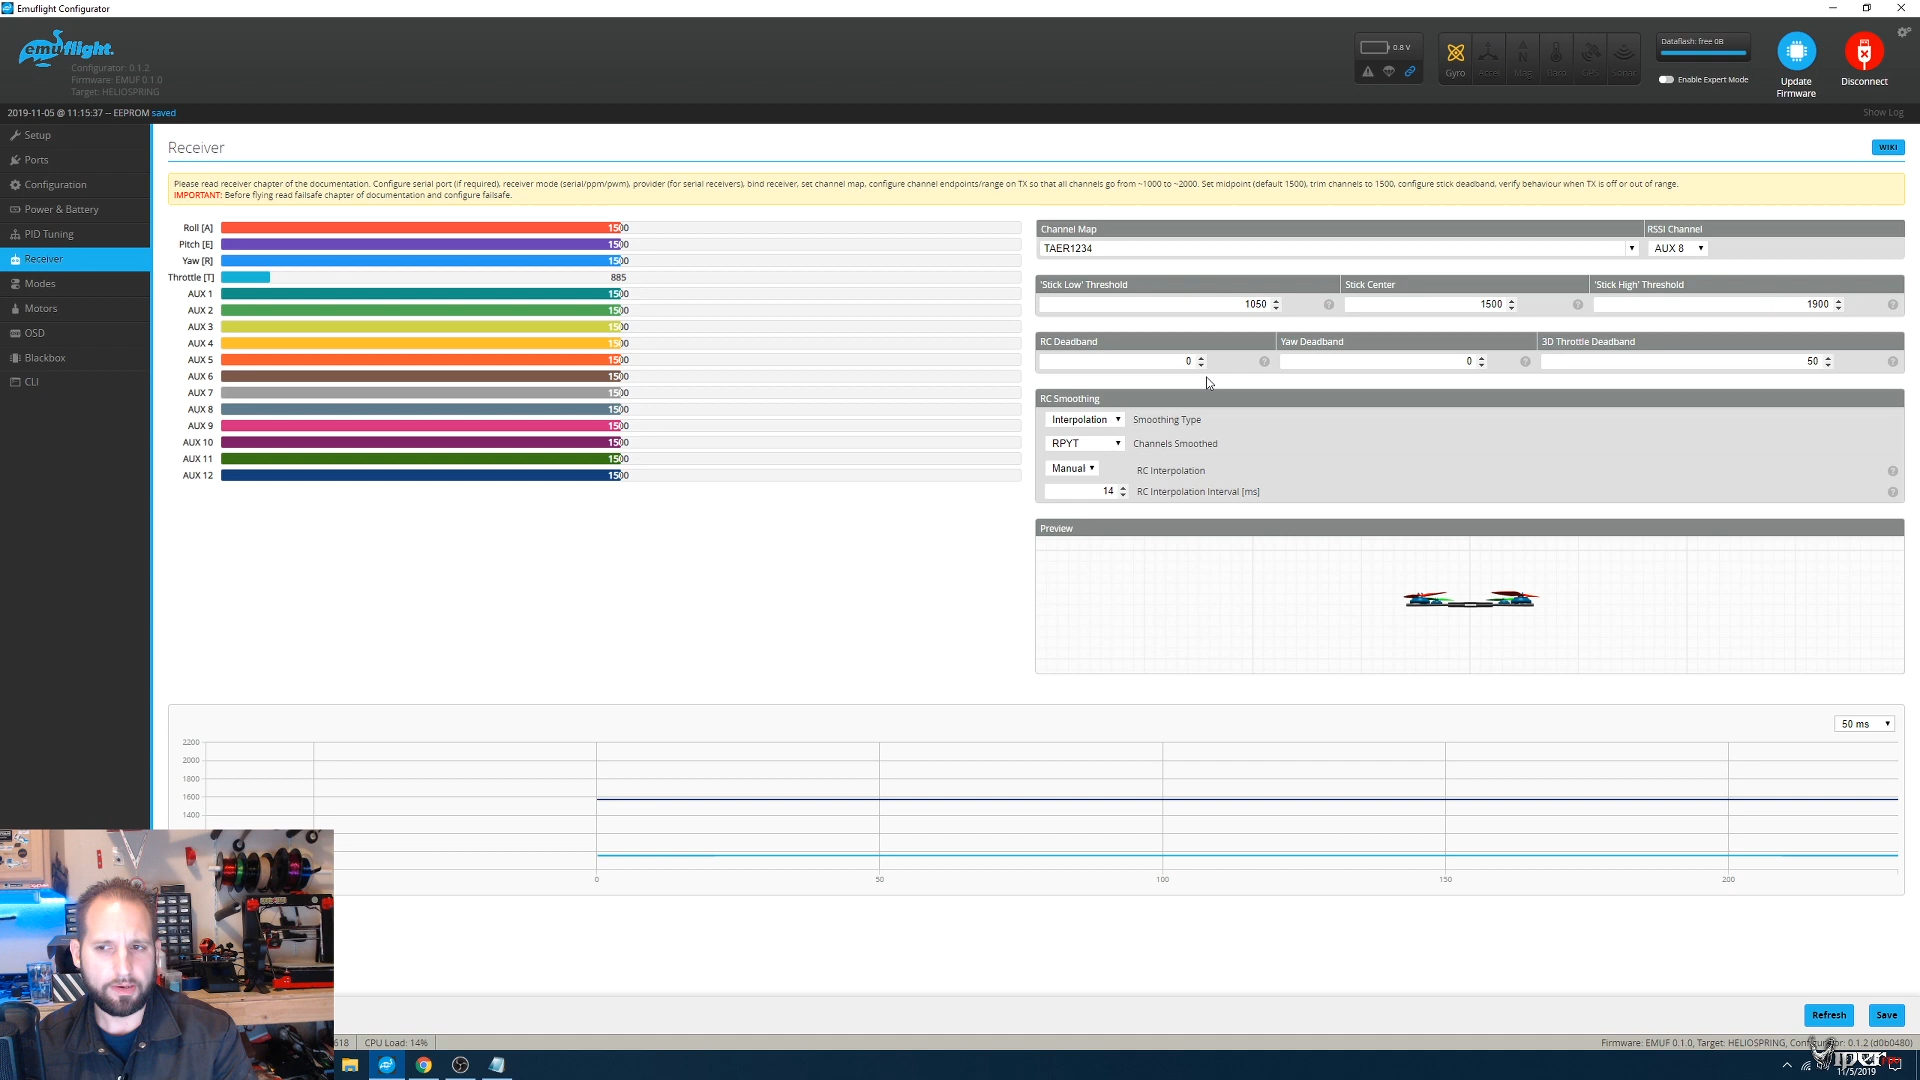 Emuflight Configurator
emuflight.
Configurator: 0.1.2
Firmware: EMUF 0.1.0
Target: HELIOSPRING
0.8 V
Gyro
Accel
Mag
Baro
GPS
Sonar
Dataflash: free 0B
Enable Expert Mode
Update
Firmware
Disconnect
2019-11-05 @ 11:15:37 -- EEPROM saved
Show Log
Setup
Ports
Configuration
Power & Battery
PID Tuning
Receiver
Modes
Motors
OSD
Blackbox
CLI
Receiver
WIKI
Please read receiver chapter of the documentation. Configure serial port (if required), receiver mode (serial/ppm/pwm), provider (for serial receivers), bind receiver, set channel map, configure channel endpoints/range on TX so that all channels go from ~1000 to ~2000. Set midpoint (default 1500), trim channels to 1500, configure stick deadband, verify behaviour when TX is off or out of range.
IMPORTANT: Before flying read failsafe chapter of documentation and configure failsafe.
Roll [A] 1500
Pitch [E] 1500
Yaw [R] 1500
Throttle [T] 885
AUX 1 1500
AUX 2 1500
AUX 3 1500
AUX 4 1500
AUX 5 1500
AUX 6 1500
AUX 7 1500
AUX 8 1500
AUX 9 1500
AUX 10 1500
AUX 11 1500
AUX 12 1500
Channel Map RSSI Channel
TAER1234 AUX 8
'Stick Low' Threshold Stick Center 'Stick High' Threshold
1050 1500 1900
RC Deadband Yaw Deadband 3D Throttle Deadband
0 0 50
RC Smoothing
Interpolation Smoothing Type
RPYT Channels Smoothed
Manual RC Interpolation
14 RC Interpolation Interval [ms]
Preview
50 ms
2200
2000
1800
1600
1400
0 50 100 150 200
Refresh Save
618 CPU Load: 14%
Firmware: EMUF 0.1.0, Target: HELIOSPRING, Configurator: 0.1.2 (d0b0480)
11/5/2019